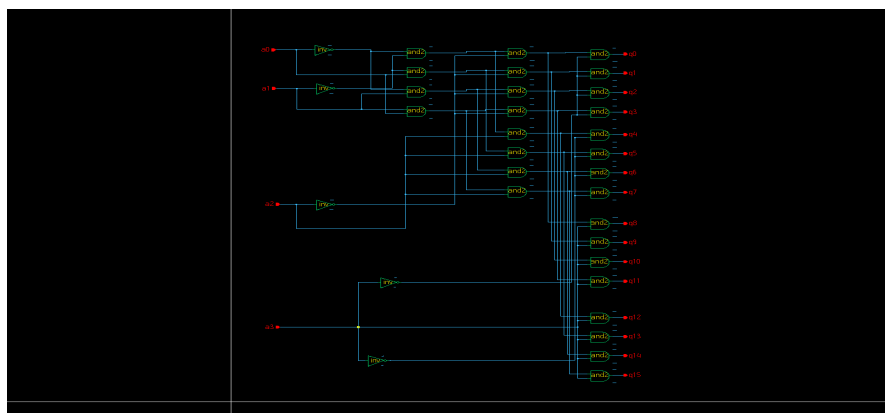 a0 inv and2 and2 and2 q0
and2 and2 and2 q1
a1 inv and2 and2 and2 q2
and2 and2 and2 q3
and2 and2 q4
and2 and2 q5
and2 and2 q6
and2 and2 q7
a2 inv
and2 q8
and2 q9
and2 q10
inv and2 q11
and2 q12
a3
and2 q13
inv and2 q14
and2 q15